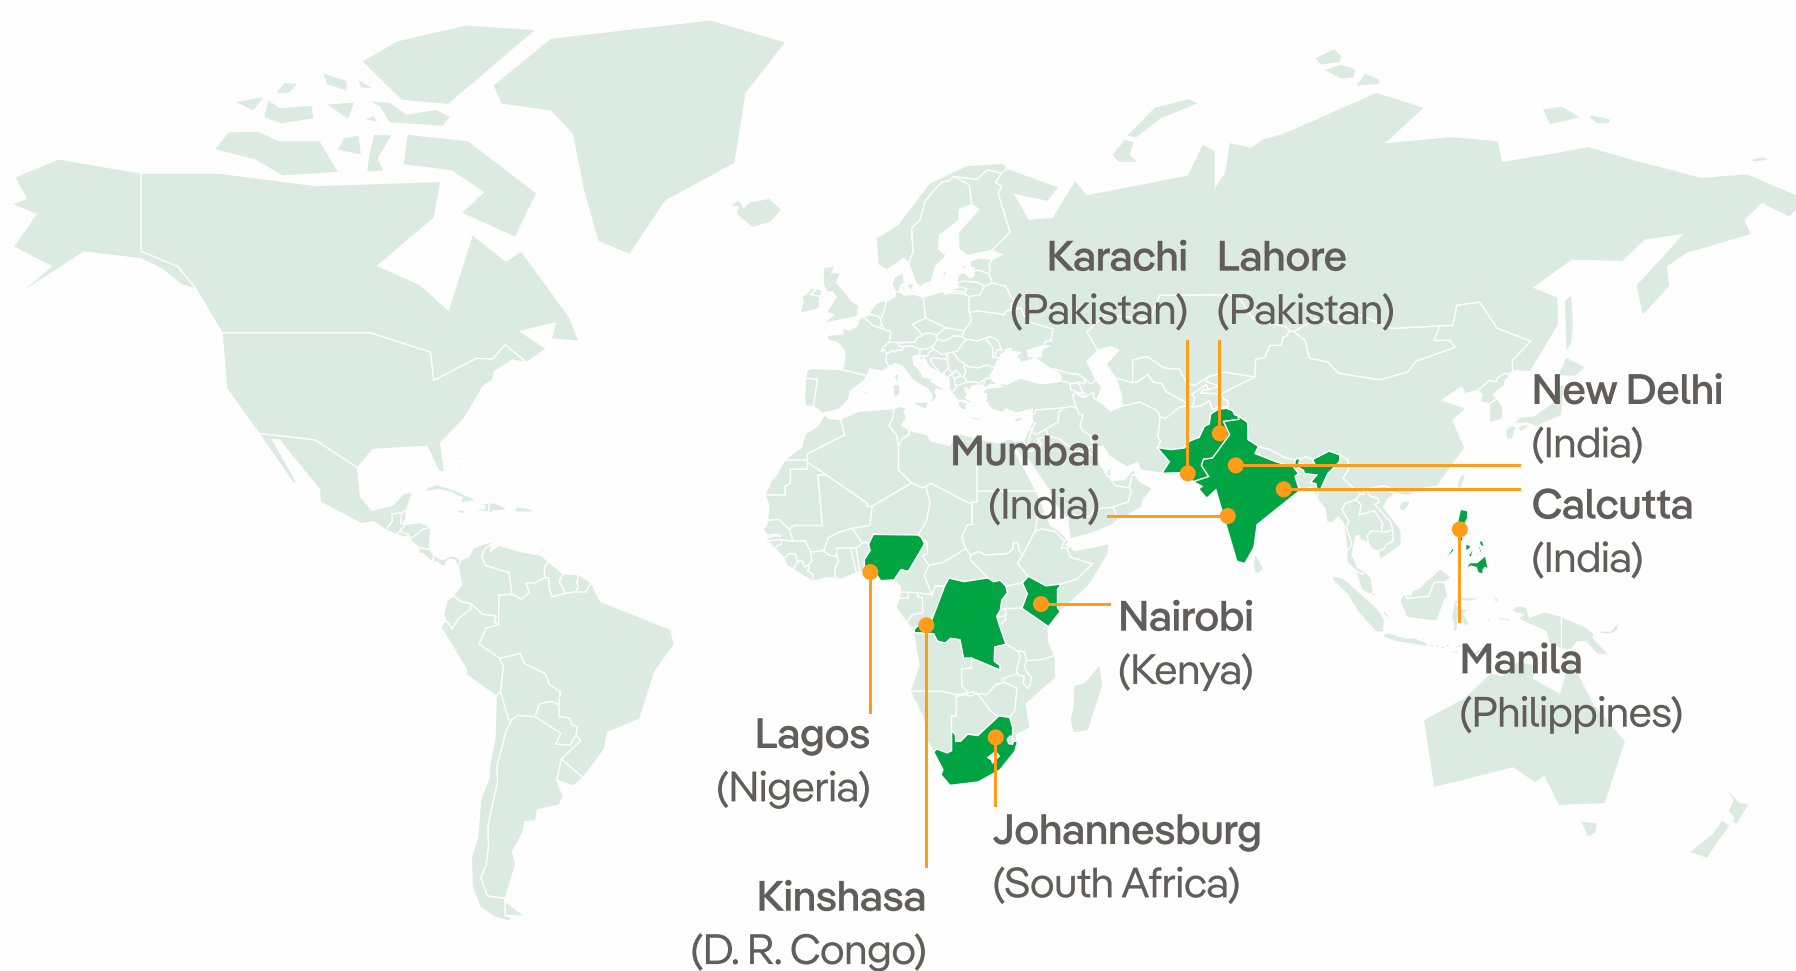 Karachi
(Pakistan)
Lahore
(Pakistan)
New Delhi
(India)
Mumbai
(India)
Calcutta
(India)
Nairobi
(Kenya)
Manila
(Philippines)
Lagos
(Nigeria)
Johannesburg
(South Africa)
Kinshasa
(D. R. Congo)